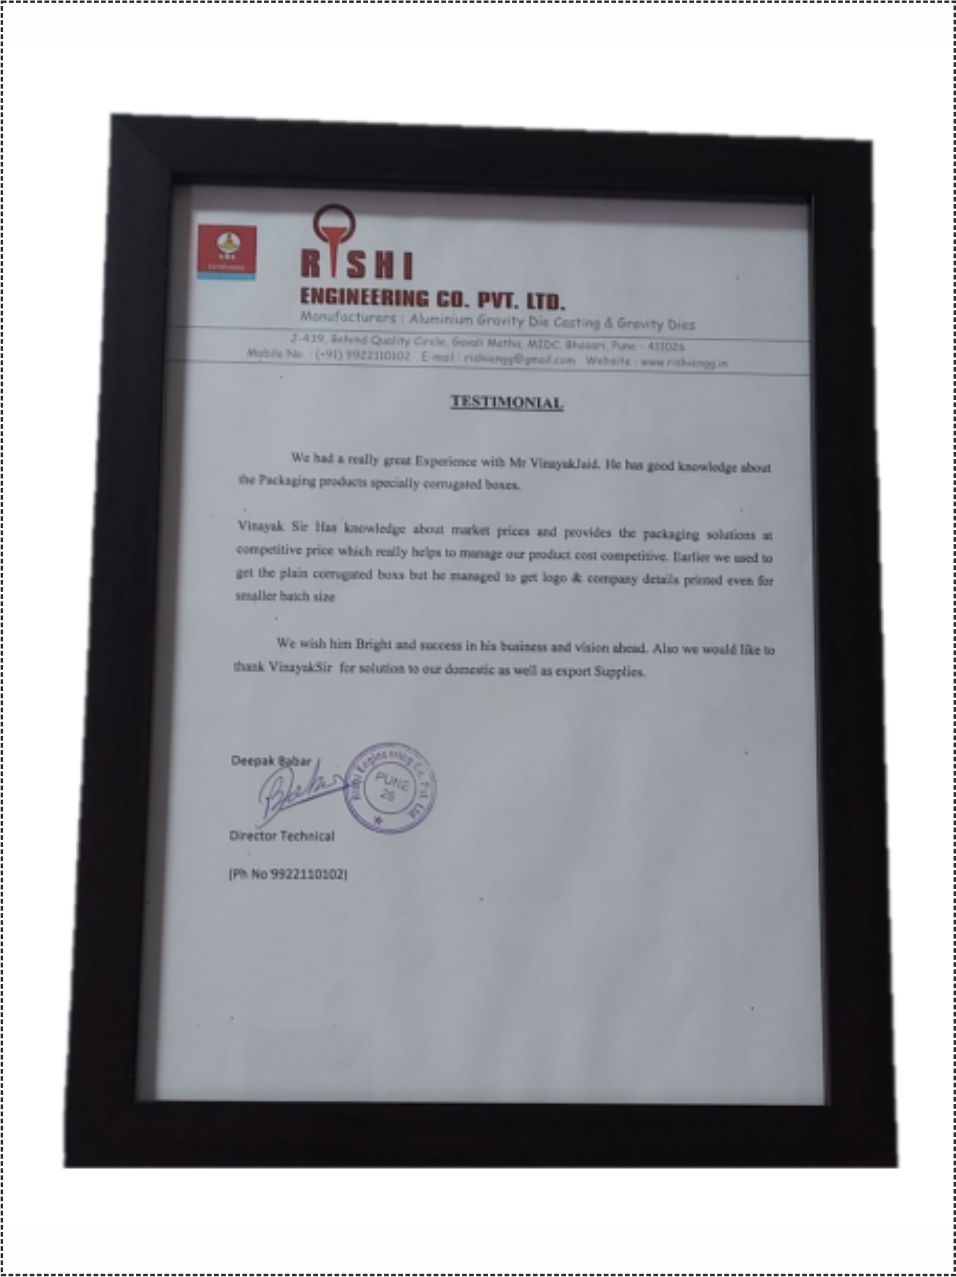 RISHI
ENGINEERING CO. PVT. LTD.
Manufacturers : Aluminium Gravity Die Casting & Gravity Dies
J-439, Behind Quality Circle, Gavali Matha, MIDC, Bhosari, Pune - 411026
Mobile No. : (+91) 9922110102 E-mail : rishiengg@gmail.com Website : www.rishiengg.in
TESTIMONIAL
We had a really great Experience with Mr VinayakJaid. He has good knowledge about
the Packaging products specially corrugated boxes.
Vinayak Sir Has knowledge about market prices and provides the packaging solutions at
competitive price which really helps to manage our product cost competitive. Earlier we used to
get the plain corrugated boxs but he managed to get logo & company details printed even for
smaller batch size
We wish him Bright and success in his business and vision ahead. Also we would like to
thank VinayakSir for solution to our domestic as well as export Supplies.
Deepak Babar
Rishi Engineering Co. Pvt. Ltd.
PUNE
26
Director Technical
(Ph No 9922110102)